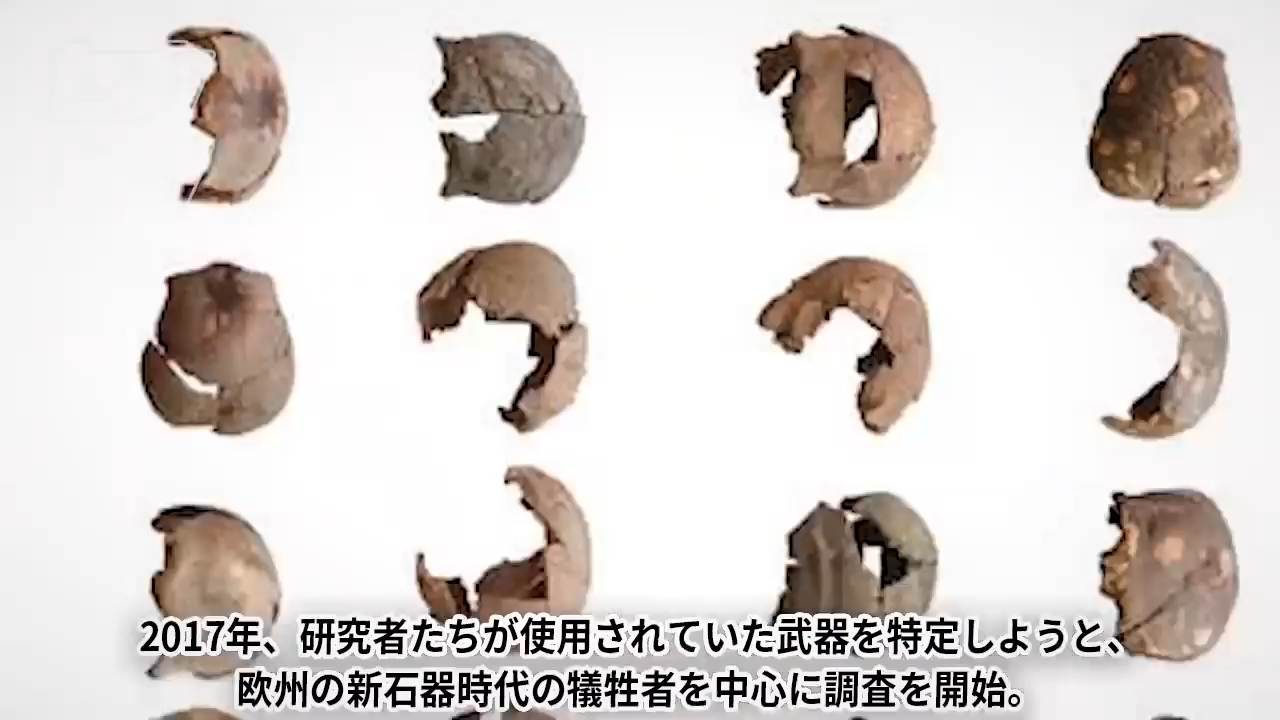 2017年、研究者たちが使用されていた武器を特定しようと、
欧州の新石器時代の犠牲者を中心に調査を開始。